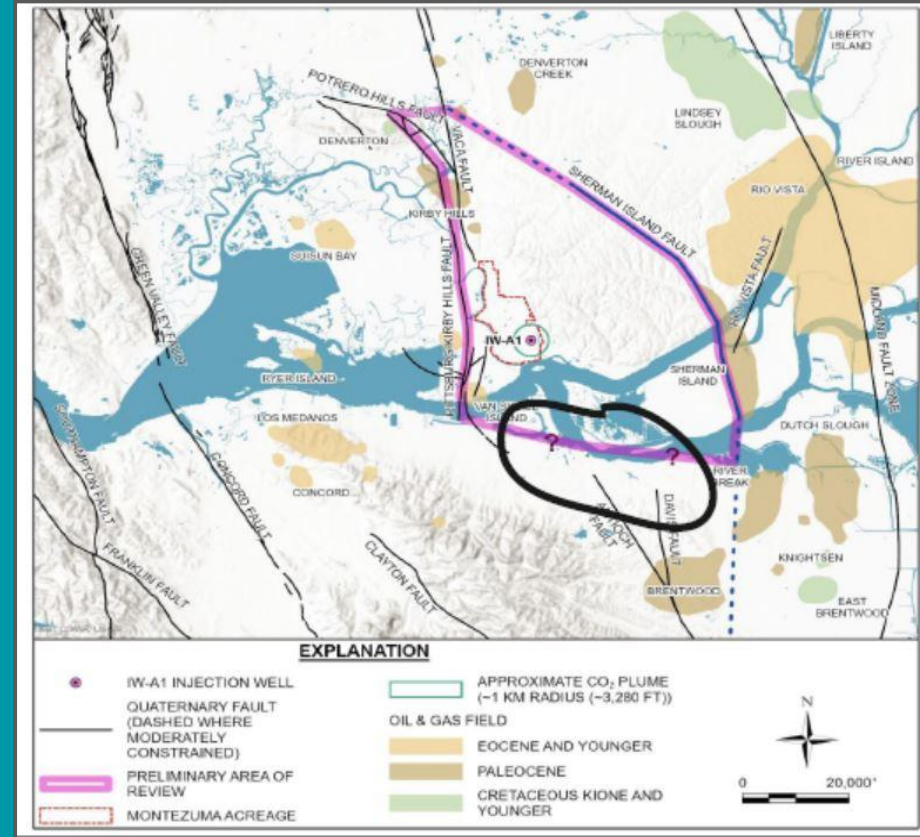 LIBERTY
ISLAND
DENVERTON
CREEK
POTRERO HILLS FAULT
LINDSEY
SLOUGH
DENVERTON
VACA FAULT
RIVER ISLAND
SHERMAN ISLAND FAULT
RIO VISTA
KIRBY HILLS
GREEN VALLEY FAULT
SUISUN BAY
PITTSBURG/KIRBY HILLS FAULT
RIO VISTA FAULT
MIDLAND FAULT ZONE
IW-A1
RYER ISLAND
SHERMAN
ISLAND
VAN
ISLAND
LOS MEDANOS
DUTCH SLOUGH
? ?
RIVER
BREAK
CONCORD FAULT
CONCORD
ANTIOCH
FAULT
DAVIS FAULT
FRANKLIN FAULT
CLAYTON FAULT
KNIGHTSEN
BRENTWOOD
EAST
BRENTWOOD
EXPLANATION
IW-A1 INJECTION WELL
QUATERNARY FAULT
(DASHED WHERE
MODERATELY
CONSTRAINED)
PRELIMINARY AREA OF
REVIEW
MONTEZUMA ACREAGE
APPROXIMATE CO₂ PLUME
(~1 KM RADIUS (~3,280 FT))
OIL & GAS FIELD
EOCENE AND YOUNGER
PALEOCENE
CRETACEOUS KIONE AND
YOUNGER
N
0 20,000'